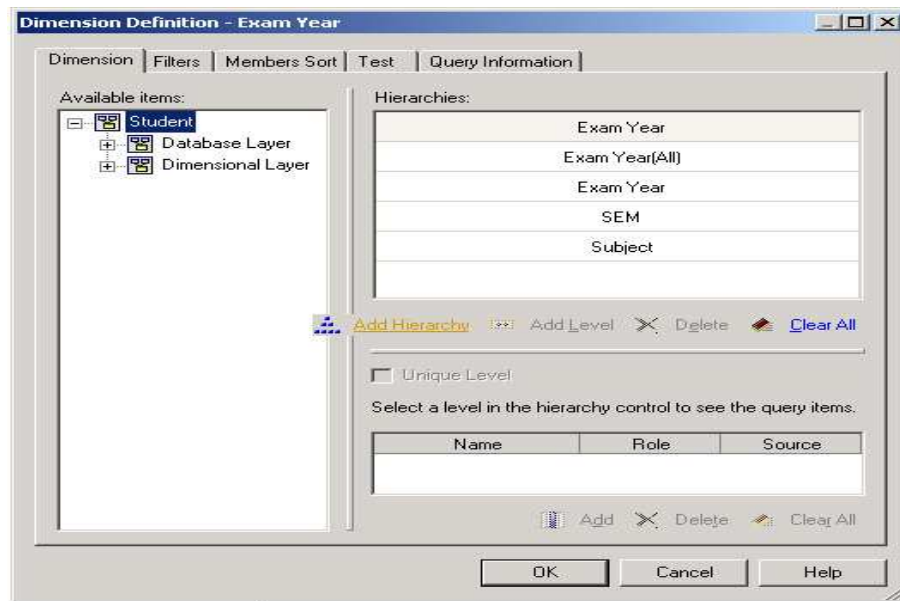 Dimension Definition - Exam Year
Dimension Filters Members Sort Test Query Information
Available items:
Student
Database Layer
Dimensional Layer
Hierarchies:
Exam Year
Exam Year(All)
Exam Year
SEM
Subject
Add Hierarchy Add Level Delete Clear All
Unique Level
Select a level in the hierarchy control to see the query items.
Name Role Source
Add Delete Clear All
OK Cancel Help